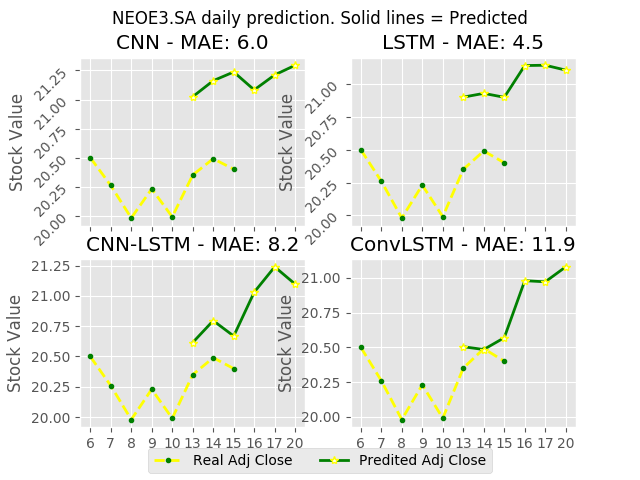 NEOE3.SA daily prediction. Solid lines = Predicted
CNN - MAE: 6.0
LSTM - MAE: 4.5
Stock Value
21.25
21.00
20.75
20.50
20.25
20.00
Stock Value
21.00
20.75
20.50
20.25
20.00
CNN-LSTM - MAE: 8.2
ConvLSTM - MAE: 11.9
Stock Value
21.25
21.00
20.75
20.50
20.25
20.00
6 7 8 9 10 13 14 15 16 17 20
Stock Value
21.00
20.75
20.50
20.25
20.00
6 7 8 9 10 13 14 15 16 17 20
Real Adj Close
Predited Adj Close